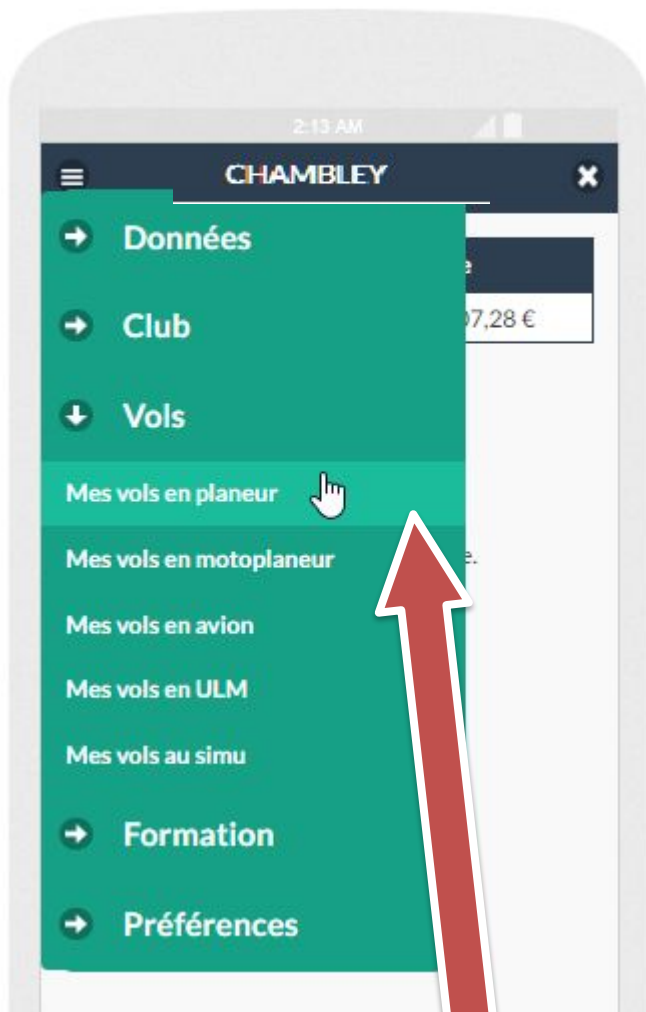 2:13 AM
CHAMBLEY
Données
Club
7,28 €
Vols
Mes vols en planeur
Mes vols en motoplaneur
e.
Mes vols en avion
Mes vols en ULM
Mes vols au simu
Formation
Préférences